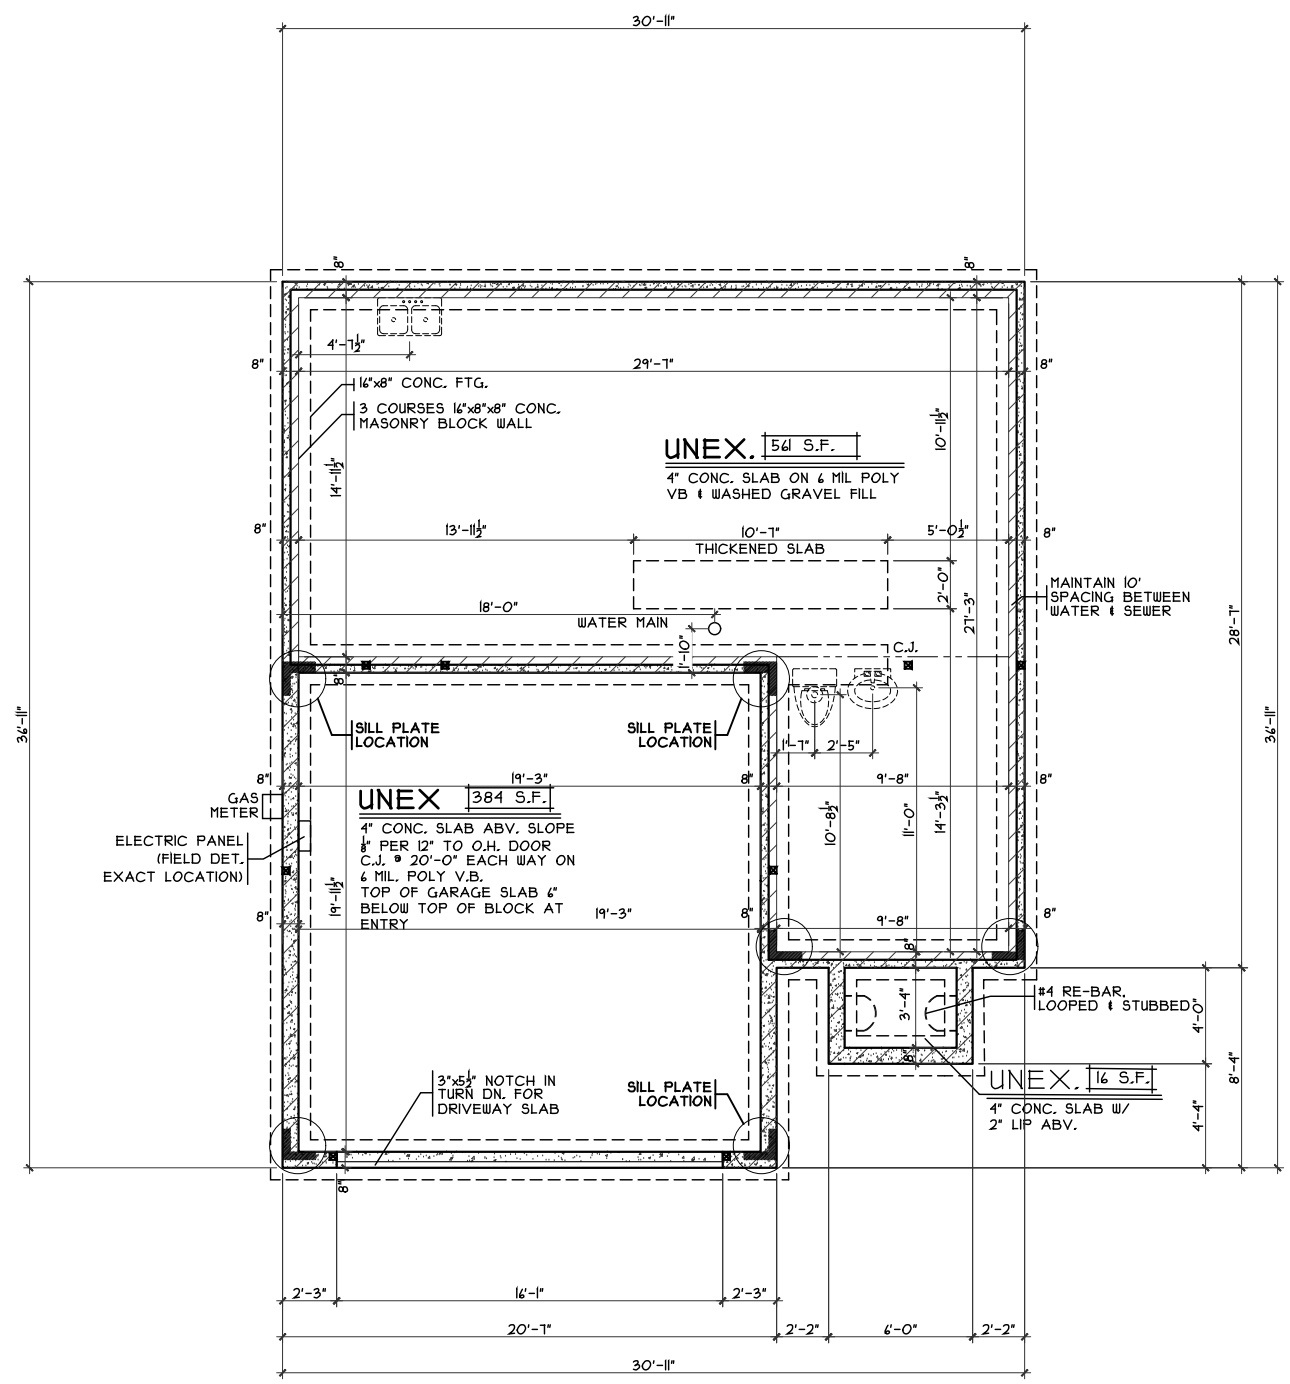 30'-11"
8"
8"
4'-7½"
8"
29'-7"
8"
16"x8" CONC. FTG.
3 COURSES 16"x8"x8" CONC.
MASONRY BLOCK WALL
10'-11½"
UNEX. 561 S.F.
14'-11½"
4" CONC. SLAB ON 6 MIL POLY
VB & WASHED GRAVEL FILL
8"
13'-11½"
10'-7"
5'-0½"
8"
THICKENED SLAB
2'-0"
MAINTAIN 10'
SPACING BETWEEN
WATER & SEWER
18'-0"
27'-3"
WATER MAIN
28'-7"
1'-10"
C.J.
8"
36'-11"
36'-11"
SILL PLATE
LOCATION
SILL PLATE
LOCATION
1'-7"
2'-5"
8"
19'-3"
8"
9'-8"
8"
GAS
METER
UNEX 384 S.F.
10'-8½"
11'-0"
14'-3½"
ELECTRIC PANEL
(FIELD DET.
EXACT LOCATION)
4" CONC. SLAB ABV. SLOPE
⅛" PER 12" TO O.H. DOOR
C.J. @ 20'-0" EACH WAY ON
6 MIL. POLY V.B.
TOP OF GARAGE SLAB 6"
BELOW TOP OF BLOCK AT
ENTRY
19'-11½"
8"
19'-3"
8"
9'-8"
8"
8"
3'-4"
#4 RE-BAR,
LOOPED & STUBBED
4'-0"
8"
8'-4"
UNEX. 16 S.F.
4" CONC. SLAB W/
2" LIP ABV.
4'-4"
3"x5½" NOTCH IN
TURN DN. FOR
DRIVEWAY SLAB
SILL PLATE
LOCATION
8"
2'-3"
16'-1"
2'-3"
20'-7"
2'-2"
6'-0"
2'-2"
30'-11"